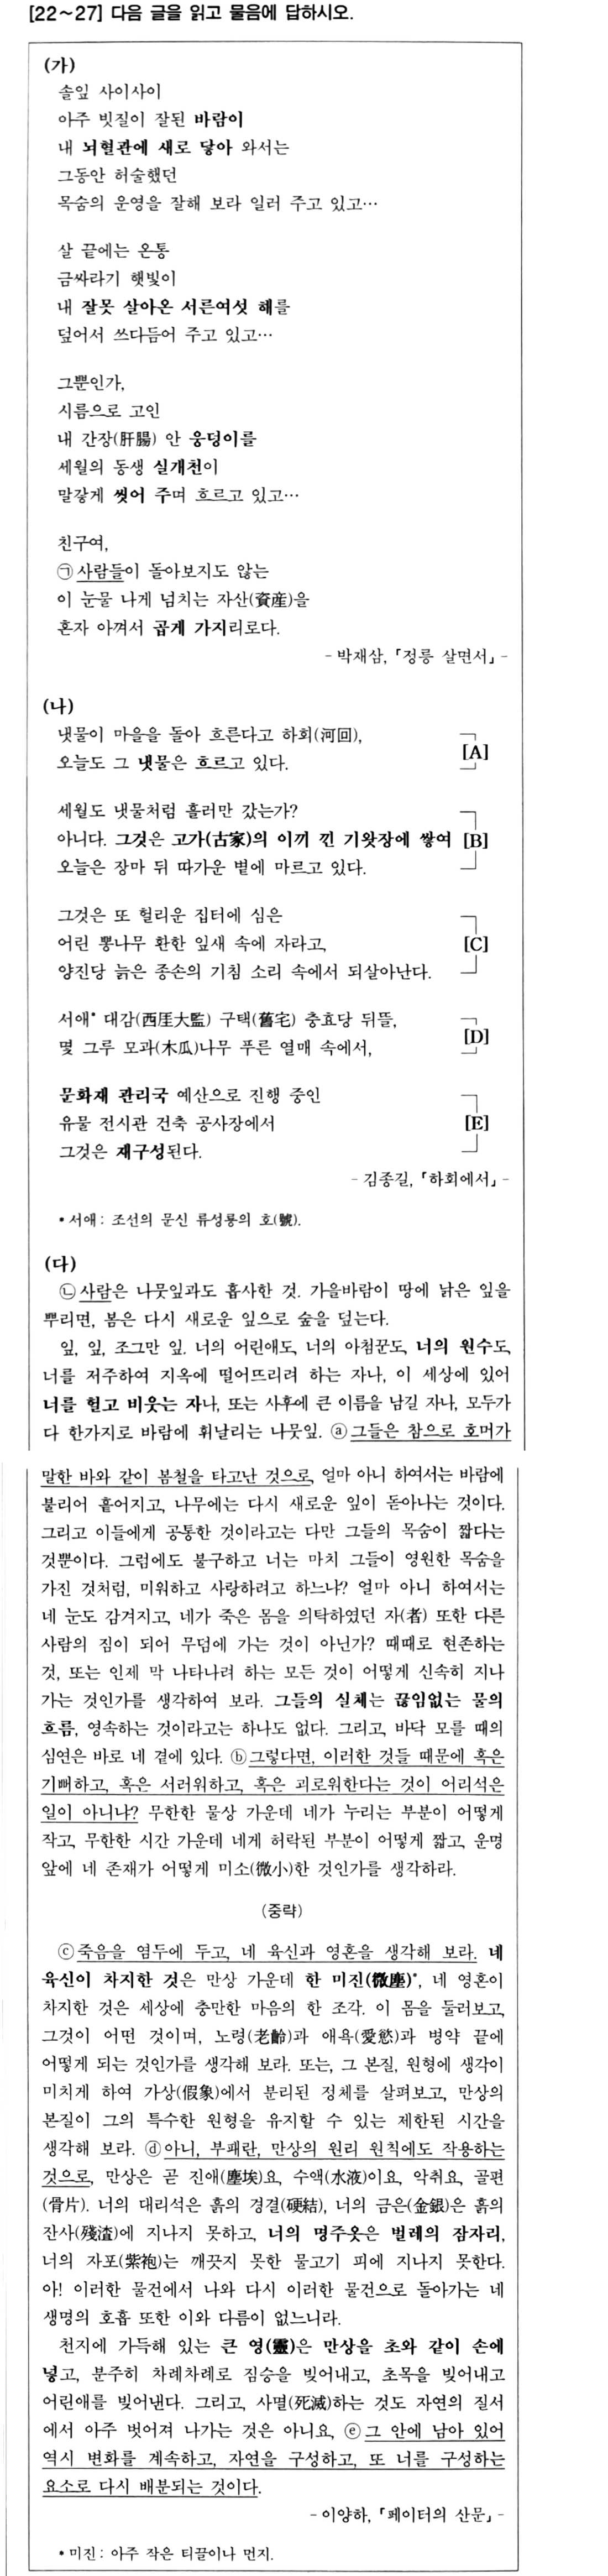 [22~27] 다음 글을 읽고 물음에 답하시오.
(가)
솔잎 사이사이
아주 빗질이 잘된 바람이
내 뇌혈관에 새로 닿아 와서는
그동안 허술했던
목숨의 운영을 잘해 보라 일러 주고 있고…
살 끝에는 온통
금싸라기 햇빛이
내 잘못 살아온 서른여섯 해를
덮어서 쓰다듬어 주고 있고…
그뿐인가,
시름으로 고인
내 간장(肝腸) 안 웅덩이를
세월의 동생 실개천이
말갛게 씻어 주며 흐르고 있고…
친구여,
㉠사람들이 돌아보지도 않는
이 눈물 나게 넘치는 자산(資産)을
혼자 아껴서 곱게 가지리로다.
- 박재삼, 「정릉 살면서」 -
(나)
냇물이 마을을 돌아 흐른다고 하회(河回),
오늘도 그 냇물은 흐르고 있다.
[A]
세월도 냇물처럼 흘러만 갔는가?
아니다. 그것은 고가(古家)의 이끼 낀 기왓장에 쌓여 [B]
오늘은 장마 뒤 따가운 볕에 마르고 있다.
그것은 또 헐리운 집터에 심은
어린 뽕나무 환한 잎새 속에 자라고, [C]
양진당 늙은 종손의 기침 소리 속에서 되살아난다.
서애* 대감(西厓大監) 구택(舊宅) 충효당 뒤뜰,
몇 그루 모과(木瓜)나무 푸른 열매 속에서,
[D]
문화재 관리국 예산으로 진행 중인
유물 전시관 건축 공사장에서 [E]
그것은 재구성된다.
- 김종길, 「하회에서」 -
* 서애: 조선의 문신 류성룡의 호(號).
(다)
㉡사람은 나뭇잎과도 흡사한 것. 가을바람이 땅에 낡은 잎을
뿌리면, 봄은 다시 새로운 잎으로 숲을 덮는다.
잎, 잎, 조그만 잎. 너의 어린애도, 너의 아첨꾼도, 너의 원수도,
너를 저주하여 지옥에 떨어뜨리려 하는 자나, 이 세상에 있어
너를 헐고 비웃는 자나, 또는 사후에 큰 이름을 남길 자나, 모두가
다 한가지로 바람에 휘날리는 나뭇잎. ⓐ그들은 참으로 호머가
말한 바와 같이 봄철을 타고난 것으로, 얼마 아니 하여서는 바람에
불리어 흩어지고, 나무에는 다시 새로운 잎이 돋아나는 것이다.
그리고 이들에게 공통한 것이라고는 다만 그들의 목숨이 짧다는
것뿐이다. 그럼에도 불구하고 너는 마치 그들이 영원한 목숨을
가진 것처럼, 미워하고 사랑하려고 하느냐? 얼마 아니 하여서는
네 눈도 감겨지고, 네가 죽은 몸을 의탁하였던 자(者) 또한 다른
사람의 짐이 되어 무덤에 가는 것이 아닌가? 때때로 현존하는
것, 또는 인제 막 나타나려 하는 모든 것이 어떻게 신속히 지나
가는 것인가를 생각하여 보라. 그들의 실체는 끊임없는 물의
흐름, 영속하는 것이라고는 하나도 없다. 그리고, 바닥 모를 때의
심연은 바로 네 곁에 있다. ⓑ그렇다면, 이러한 것들 때문에 혹은
기뻐하고, 혹은 서러워하고, 혹은 괴로워한다는 것이 어리석은
일이 아니냐? 무한한 물상 가운데 네가 누리는 부분이 어떻게
작고, 무한한 시간 가운데 네게 허락된 부분이 어떻게 짧고, 운명
앞에 네 존재가 어떻게 미소(微小)한 것인가를 생각하라.
(중략)
ⓒ죽음을 염두에 두고, 네 육신과 영혼을 생각해 보라. 네
육신이 차지한 것은 만상 가운데 한 미진(微塵)*, 네 영혼이
차지한 것은 세상에 충만한 마음의 한 조각. 이 몸을 둘러보고,
그것이 어떤 것이며, 노령(老齡)과 애욕(愛慾)과 병약 끝에
어떻게 되는 것인가를 생각해 보라. 또는, 그 본질, 원형에 생각이
미치게 하여 가상(假象)에서 분리된 정체를 살펴보고, 만상의
본질이 그의 특수한 원형을 유지할 수 있는 제한된 시간을
생각해 보라. ⓓ아니, 부패란, 만상의 원리 원칙에도 작용하는
것으로, 만상은 곧 진애(塵埃)요, 수액(水液)이요, 악취요, 골편
(骨片). 너의 대리석은 흙의 경결(硬結), 너의 금은(金銀)은 흙의
잔사(殘渣)에 지나지 못하고, 너의 명주옷은 벌레의 잠자리,
너의 자포(紫袍)는 깨끗지 못한 물고기 피에 지나지 못한다.
아! 이러한 물건에서 나와 다시 이러한 물건으로 돌아가는 네
생명의 호흡 또한 이와 다름이 없느니라.
천지에 가득해 있는 큰 영(靈)은 만상을 초와 같이 손에
넣고, 분주히 차례차례로 짐승을 빚어내고, 초목을 빚어내고
어린애를 빚어낸다. 그리고, 사멸(死滅)하는 것도 자연의 질서
에서 아주 벗어져 나가는 것은 아니요, ⓔ그 안에 남아 있어
역시 변화를 계속하고, 자연을 구성하고, 또 너를 구성하는
요소로 다시 배분되는 것이다.
- 이양하, 「페이터의 산문」 -
* 미진: 아주 작은 티끌이나 먼지.